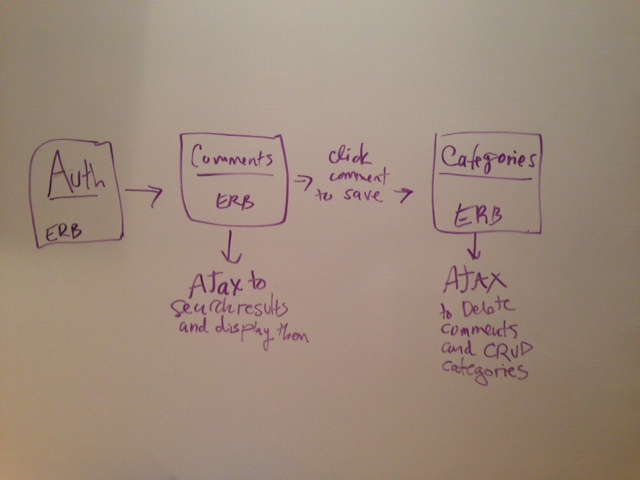 Auth
ERB
Comments
ERB
AJax to
search results
and display them
click
comment
to save
Categories
ERB
AJAX
to Delete
comments
and CRUD
categories